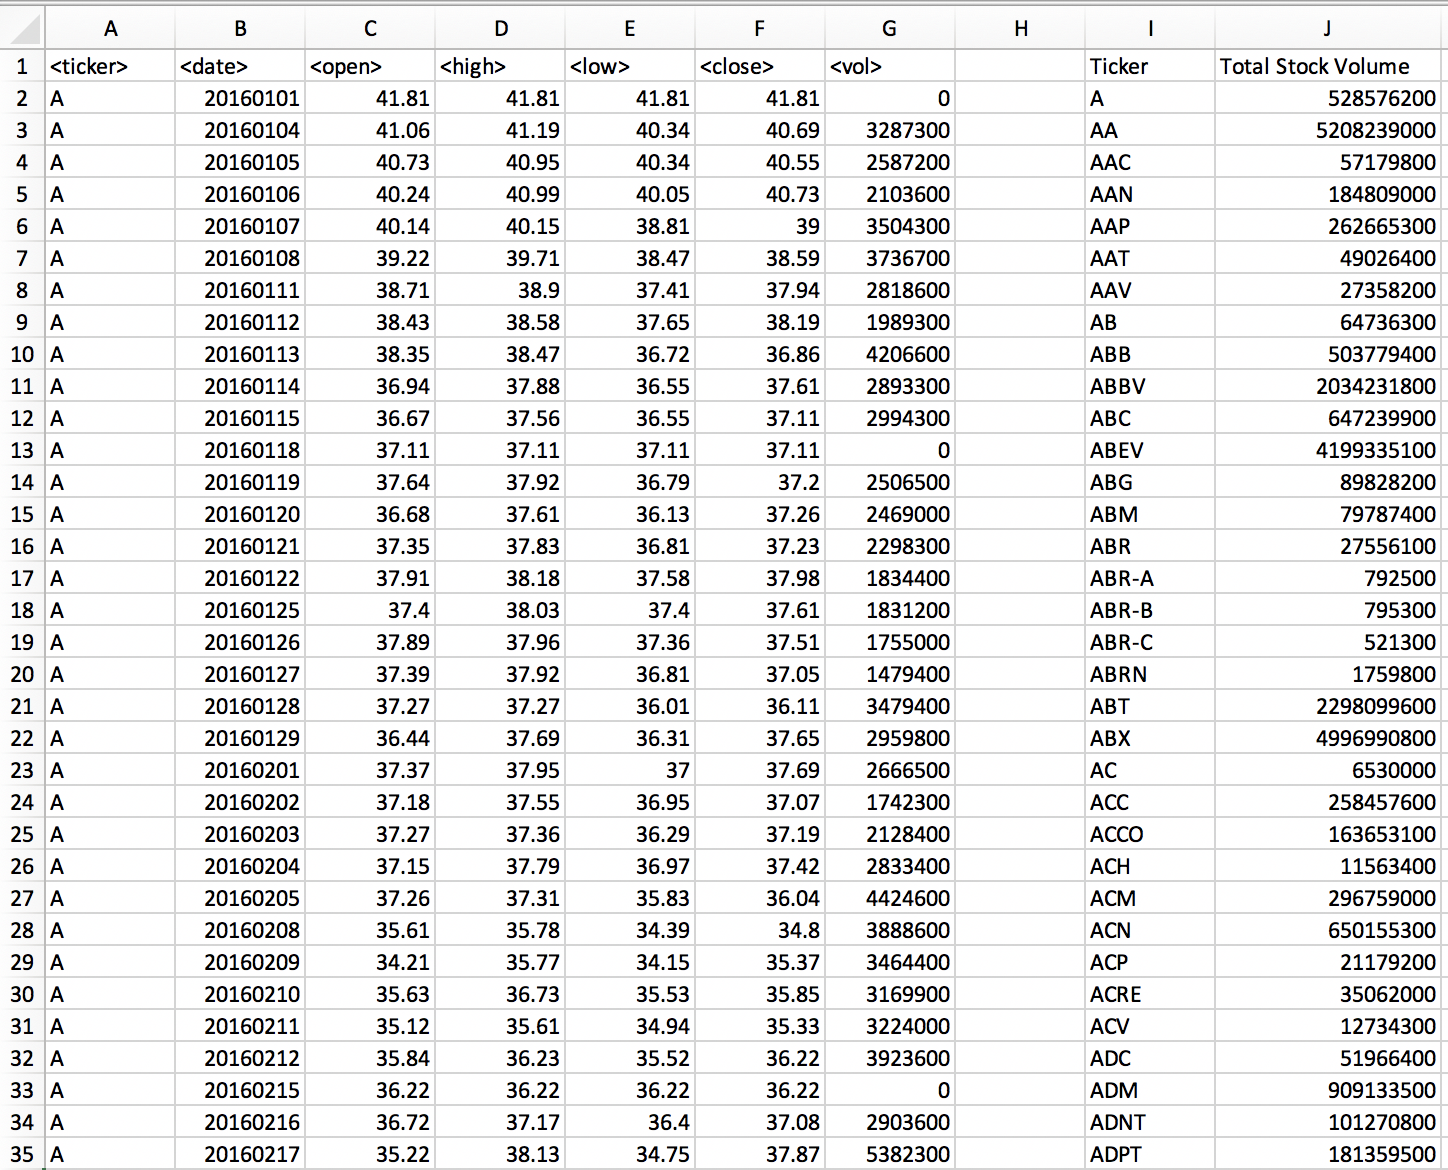 A B C D E F G H I J
1 <ticker> <date> <open> <high> <low> <close> <vol> Ticker Total Stock Volume
2 A 20160101 41.81 41.81 41.81 41.81 0 A 528576200
3 A 20160104 41.06 41.19 40.34 40.69 3287300 AA 5208239000
4 A 20160105 40.73 40.95 40.34 40.55 2587200 AAC 57179800
5 A 20160106 40.24 40.99 40.05 40.73 2103600 AAN 184809000
6 A 20160107 40.14 40.15 38.81 39 3504300 AAP 262665300
7 A 20160108 39.22 39.71 38.47 38.59 3736700 AAT 49026400
8 A 20160111 38.71 38.9 37.41 37.94 2818600 AAV 27358200
9 A 20160112 38.43 38.58 37.65 38.19 1989300 AB 64736300
10 A 20160113 38.35 38.47 36.72 36.86 4206600 ABB 503779400
11 A 20160114 36.94 37.88 36.55 37.61 2893300 ABBV 2034231800
12 A 20160115 36.67 37.56 36.55 37.11 2994300 ABC 647239900
13 A 20160118 37.11 37.11 37.11 37.11 0 ABEV 4199335100
14 A 20160119 37.64 37.92 36.79 37.2 2506500 ABG 89828200
15 A 20160120 36.68 37.61 36.13 37.26 2469000 ABM 79787400
16 A 20160121 37.35 37.83 36.81 37.23 2298300 ABR 27556100
17 A 20160122 37.91 38.18 37.58 37.98 1834400 ABR-A 792500
18 A 20160125 37.4 38.03 37.4 37.61 1831200 ABR-B 795300
19 A 20160126 37.89 37.96 37.36 37.51 1755000 ABR-C 521300
20 A 20160127 37.39 37.92 36.81 37.05 1479400 ABRN 1759800
21 A 20160128 37.27 37.27 36.01 36.11 3479400 ABT 2298099600
22 A 20160129 36.44 37.69 36.31 37.65 2959800 ABX 4996990800
23 A 20160201 37.37 37.95 37 37.69 2666500 AC 6530000
24 A 20160202 37.18 37.55 36.95 37.07 1742300 ACC 258457600
25 A 20160203 37.27 37.36 36.29 37.19 2128400 ACCO 163653100
26 A 20160204 37.15 37.79 36.97 37.42 2833400 ACH 11563400
27 A 20160205 37.26 37.31 35.83 36.04 4424600 ACM 296759000
28 A 20160208 35.61 35.78 34.39 34.8 3888600 ACN 650155300
29 A 20160209 34.21 35.77 34.15 35.37 3464400 ACP 21179200
30 A 20160210 35.63 36.73 35.53 35.85 3169900 ACRE 35062000
31 A 20160211 35.12 35.61 34.94 35.33 3224000 ACV 12734300
32 A 20160212 35.84 36.23 35.52 36.22 3923600 ADC 51966400
33 A 20160215 36.22 36.22 36.22 36.22 0 ADM 909133500
34 A 20160216 36.72 37.17 36.4 37.08 2903600 ADNT 101270800
35 A 20160217 35.22 38.13 34.75 37.87 5382300 ADPT 181359500